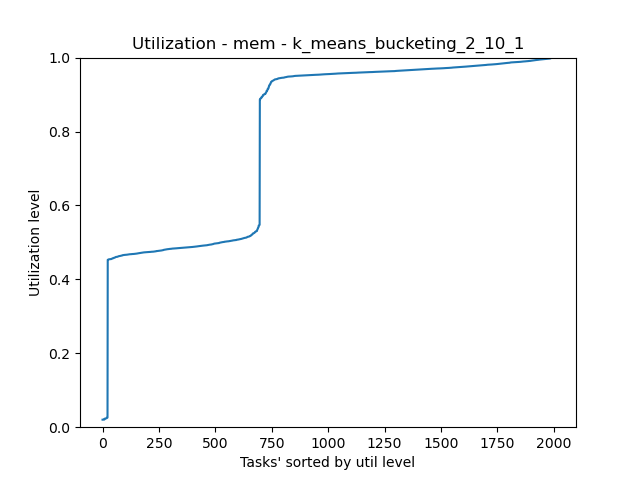 Utilization - mem - k_means_bucketing_2_10_1
1.0
0.8
0.6
0.4
0.2
0.0
Utilization level
0 250 500 750 1000 1250 1500 1750 2000
Tasks' sorted by util level